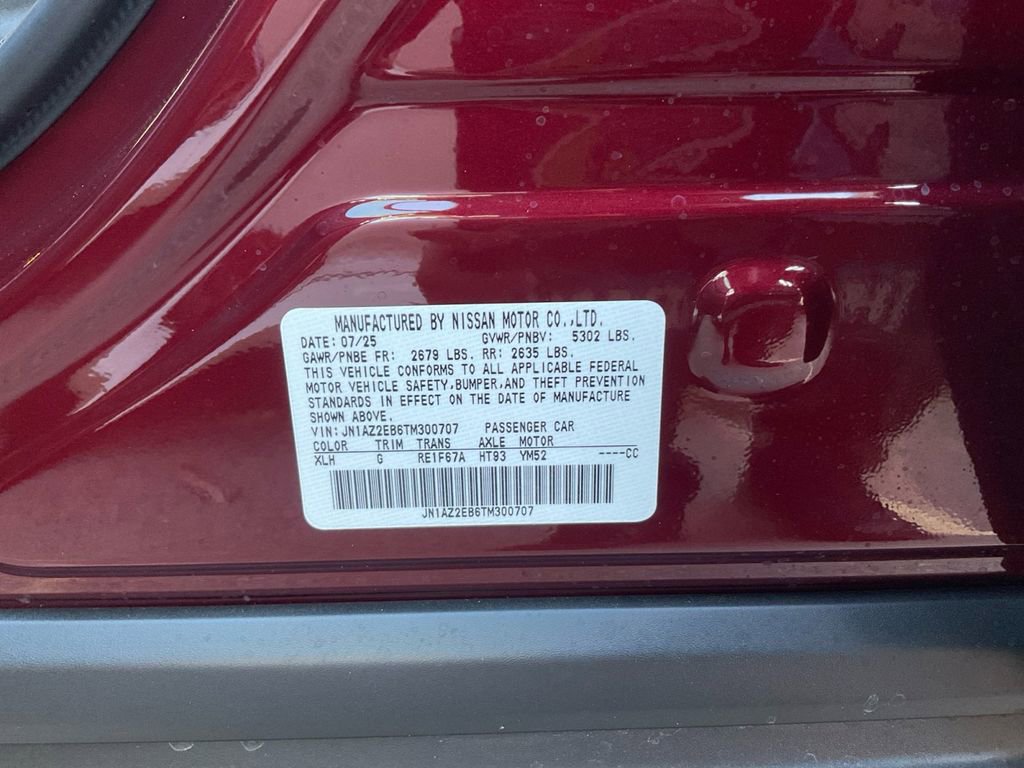 MANUFACTURED BY NISSAN MOTOR CO.,LTD.
DATE: 07/25 GVWR/PNBV: 5302 LBS.
GAWR/PNBE FR: 2679 LBS. RR: 2635 LBS.
THIS VEHICLE CONFORMS TO ALL APPLICABLE FEDERAL
MOTOR VEHICLE SAFETY,BUMPER,AND THEFT PREVENTION
STANDARDS IN EFFECT ON THE DATE OF MANUFACTURE
SHOWN ABOVE.
VIN: JN1AZ2EB6TM300707 PASSENGER CAR
COLOR TRIM TRANS AXLE MOTOR
XLH G RE1F67A HT93 YM52 ----CC
JN1AZ2EB6TM300707